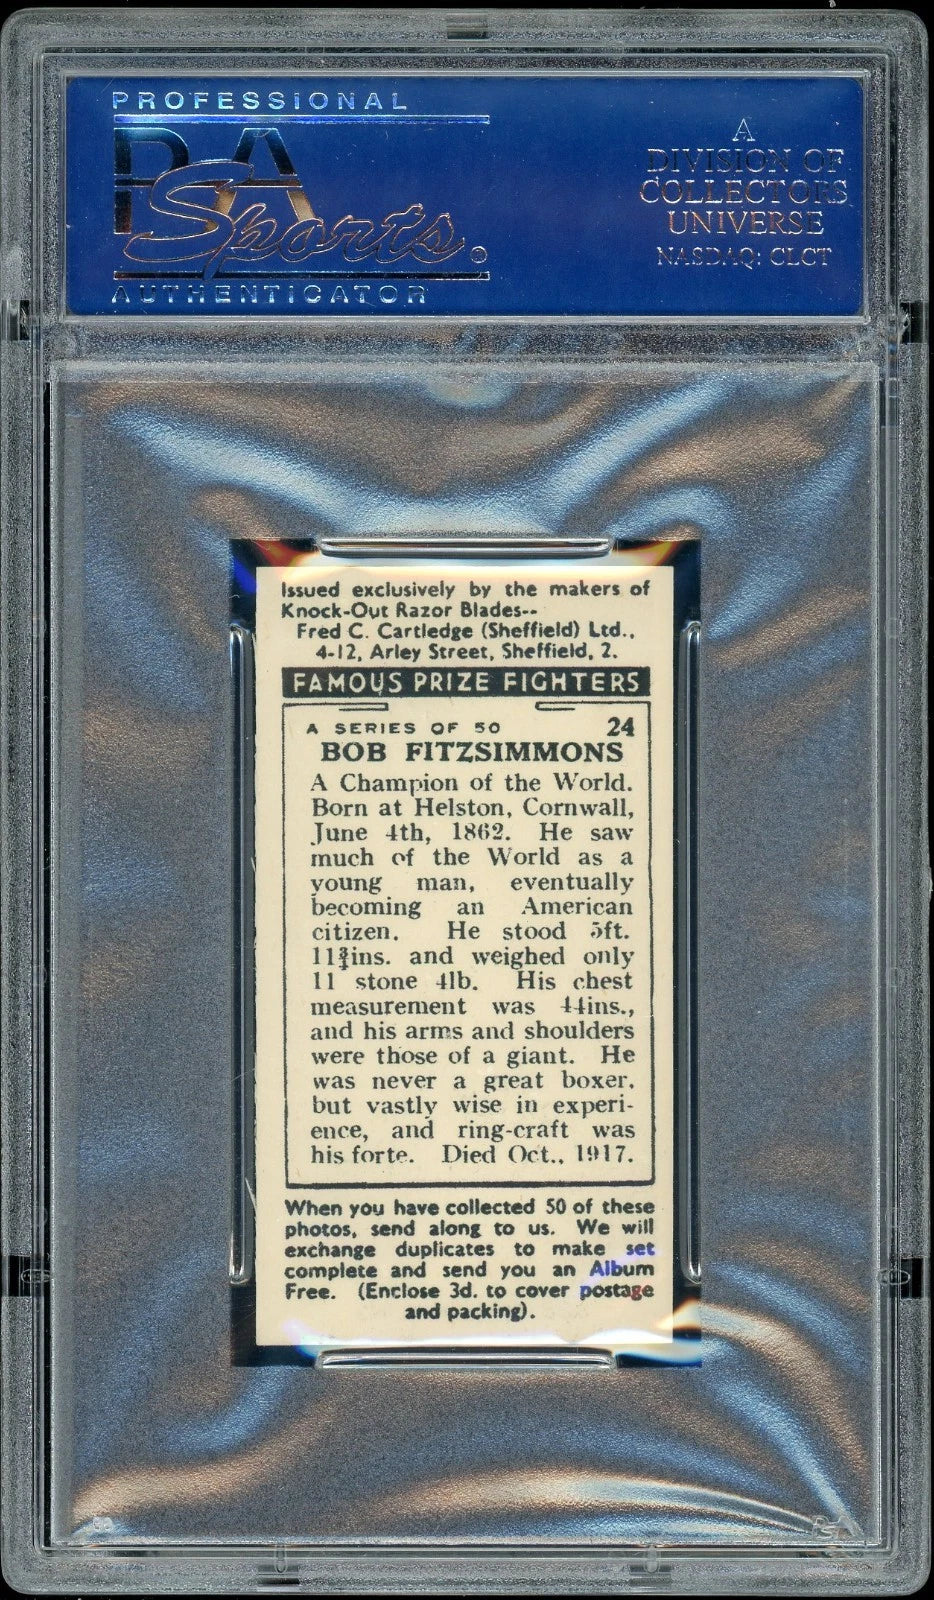 PROFESSIONAL
PSA
Sports®
AUTHENTICATOR
A
DIVISION OF
COLLECTORS
UNIVERSE
NASDAQ: CLCT
Issued exclusively by the makers of
Knock-Out Razor Blades--
Fred C. Cartledge (Sheffield) Ltd.,
4-12, Arley Street, Sheffield, 2.
FAMOUS PRIZE FIGHTERS
A SERIES OF 50 24
BOB FITZSIMMONS
A Champion of the World.
Born at Helston, Cornwall,
June 4th, 1862. He saw
much of the World as a
young man, eventually
becoming an American
citizen. He stood 5ft.
11¾ins. and weighed only
11 stone 4lb. His chest
measurement was 44ins.,
and his arms and shoulders
were those of a giant. He
was never a great boxer,
but vastly wise in experi-
ence, and ring-craft was
his forte. Died Oct., 1917.
When you have collected 50 of these
photos, send along to us. We will
exchange duplicates to make set
complete and send you an Album
Free. (Enclose 3d. to cover postage
and packing).